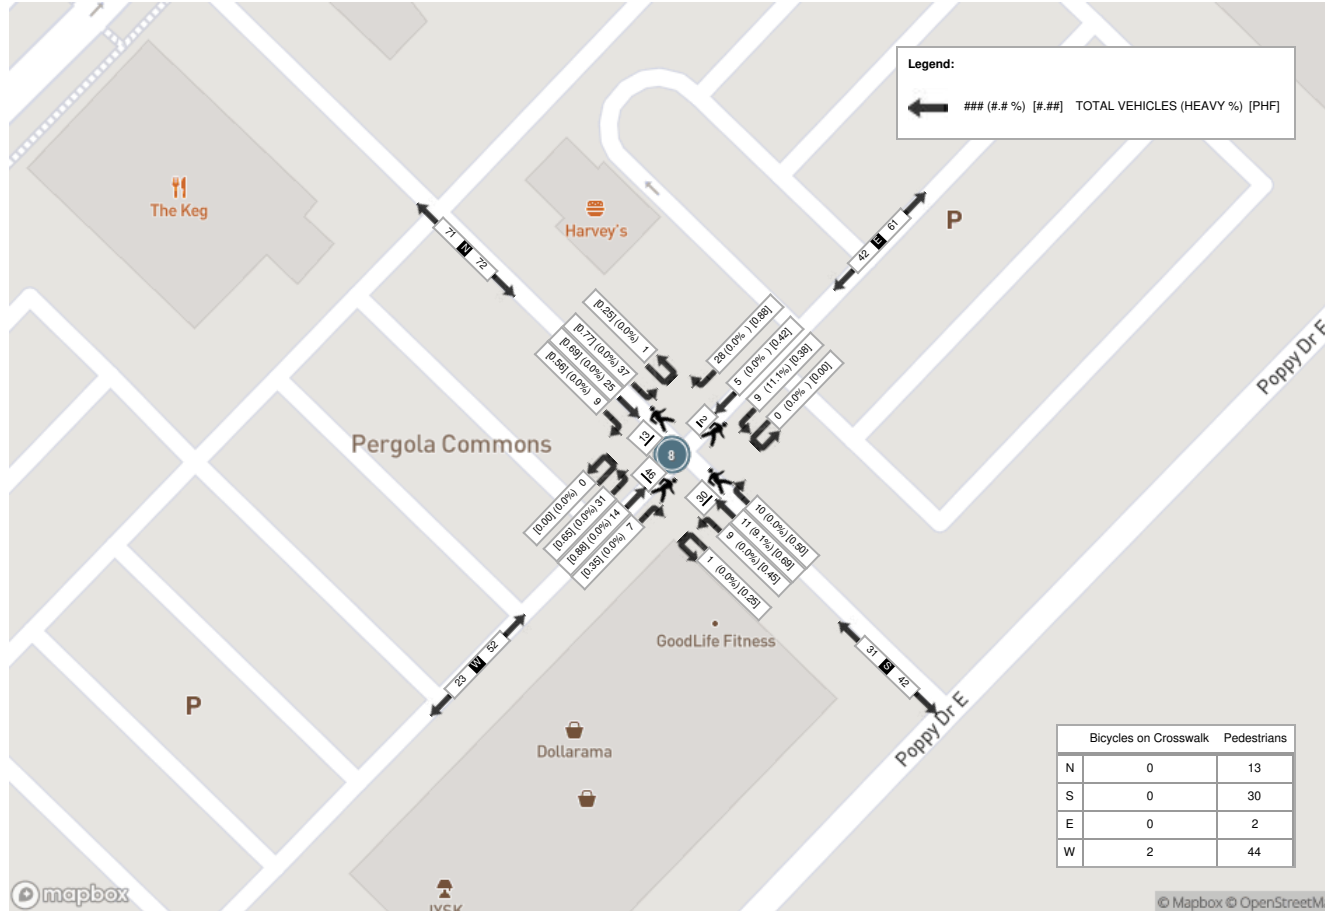 Legend:
### (#.# %) [#.##] TOTAL VEHICLES (HEAVY %) [PHF]
The Keg
Harvey's
P
71 N 72
42 E 61
Poppy Dr E
[0.25] (0.0%) 1
[0.77] (0.0%) 37
[0.69] (0.0%) 25
[0.56] (0.0%) 9
28 (0.0% ) [0.88]
5 (0.0% ) [0.42]
9 (11.1%) [0.38]
0 (0.0% ) [0.00]
Pergola Commons
13
2
8
46
30
[0.00] (0.0%) 0
[0.65] (0.0%) 31
[0.88] (0.0%) 14
[0.35] (0.0%) 7
10 (0.0%) [0.50]
11 (9.1%) [0.69]
9 (0.0%) [0.45]
1 (0.0%) [0.25]
GoodLife Fitness
23 W 52
31 S 42
P
Poppy Dr E
Dollarama
Bicycles on Crosswalk Pedestrians
N 0 13
S 0 30
E 0 2
W 2 44
mapbox
JYSK
© Mapbox © OpenStreetM